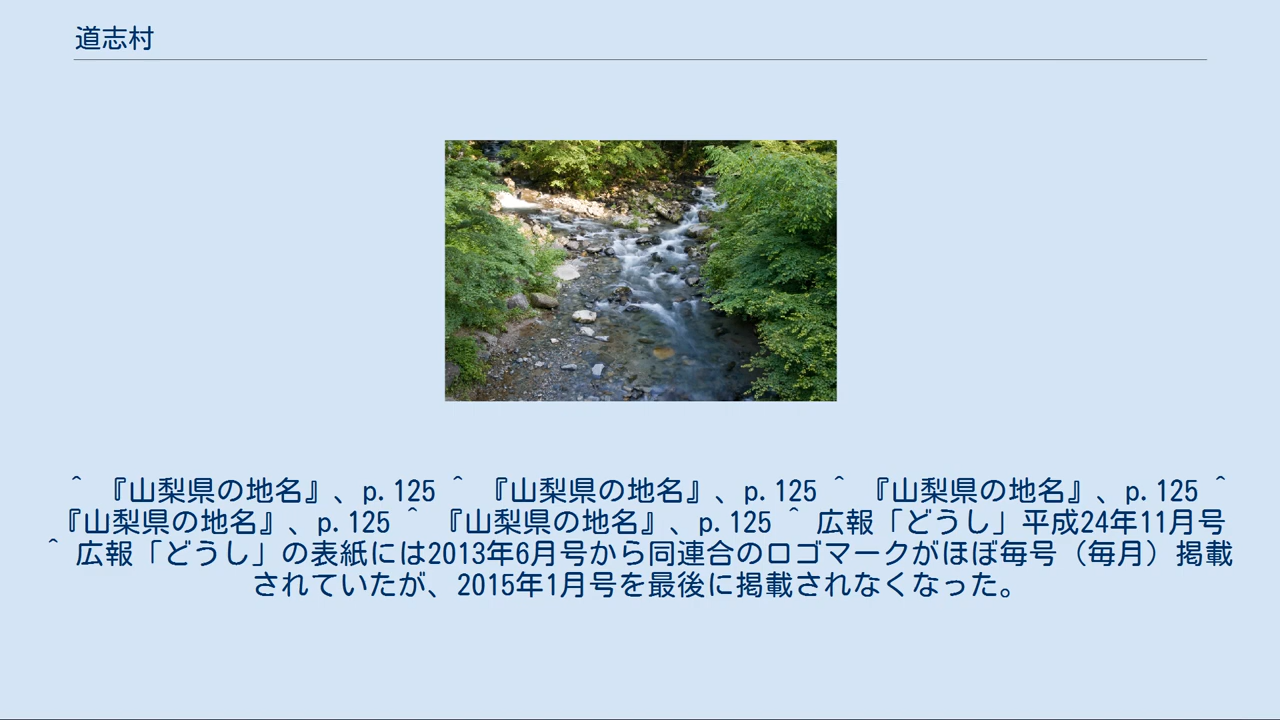 道志村
^ 『山梨県の地名』、p.125 ^ 『山梨県の地名』、p.125 ^ 『山梨県の地名』、p.125 ^
『山梨県の地名』、p.125 ^ 『山梨県の地名』、p.125 ^ 広報「どうし」平成24年11月号
^ 広報「どうし」の表紙には2013年6月号から同連合のロゴマークがほぼ毎号（毎月）掲載
されていたが、2015年1月号を最後に掲載されなくなった。